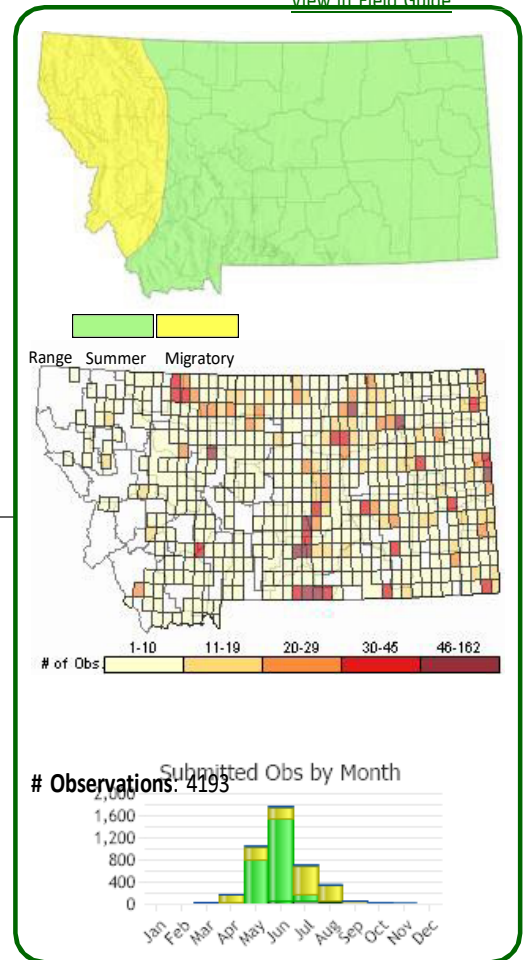 View in Field Guide
Range Summer Migratory
1-10 11-19 20-29 30-45 46-162
# of Obs.
Submitted Obs by Month
# Observations: 4193
2,000
1,600
1,200
800
400
0
Jan Feb Mar Apr May Jun Jul Aug Sep Oct Nov Dec